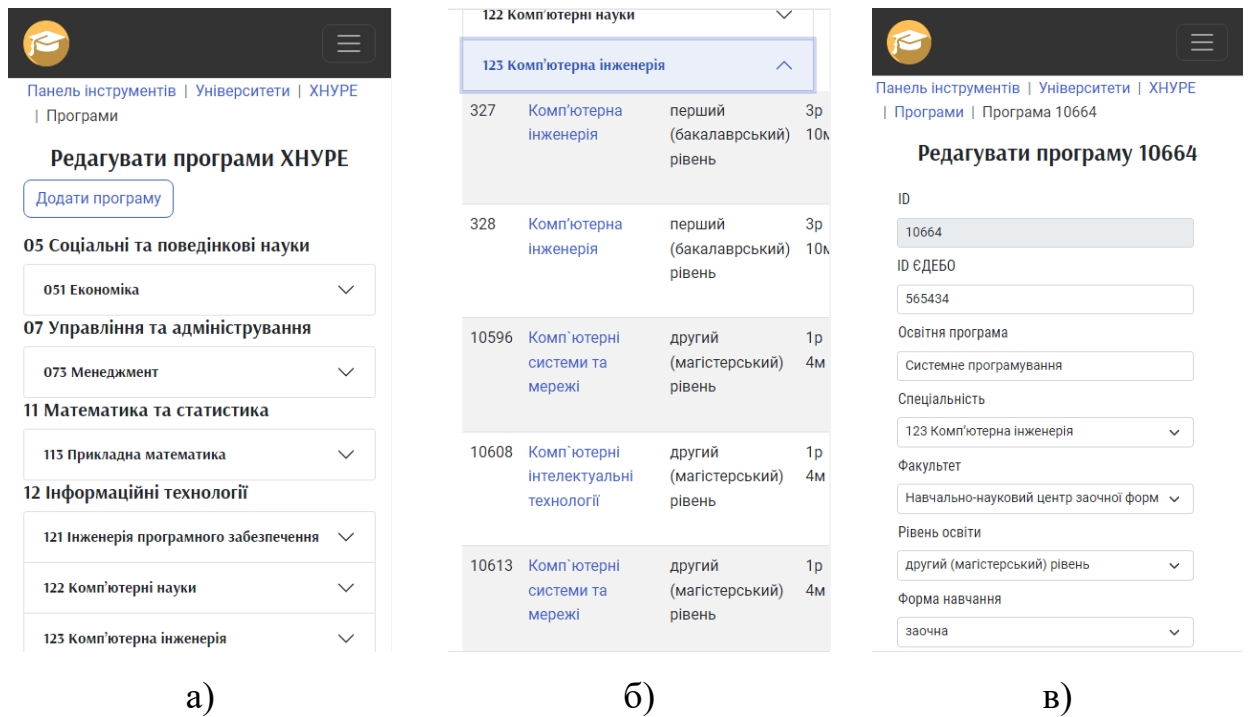 Панель інструментів | Університети | ХНУРЕ
| Програми
Редагувати програми ХНУРЕ
Додати програму
05 Соціальні та поведінкові науки
051 Економіка
07 Управління та адміністрування
073 Менеджмент
11 Математика та статистика
113 Прикладна математика
12 Інформаційні технології
121 Інженерія програмного забезпечення
122 Комп'ютерні науки
123 Комп'ютерна інженерія
а)
122 Комп'ютерні науки
123 Комп'ютерна інженерія
327 Комп'ютерна перший 3р
інженерія (бакалаврський) 10м
рівень
328 Комп'ютерна перший 3р
інженерія (бакалаврський) 10м
рівень
10596 Комп`ютерні другий 1р
системи та (магістерський) 4м
мережі рівень
10608 Комп`ютерні другий 1р
інтелектуальні (магістерський) 4м
технології рівень
10613 Комп`ютерні другий 1р
системи та (магістерський) 4м
мережі рівень
б)
Панель інструментів | Університети | ХНУРЕ
| Програми | Програма 10664
Редагувати програму 10664
ID
10664
ID ЄДЕБО
565434
Освітня програма
Системне програмування
Спеціальність
123 Комп'ютерна інженерія
Факультет
Навчально-науковий центр заочної форм
Рівень освіти
другий (магістерський) рівень
Форма навчання
заочна
в)